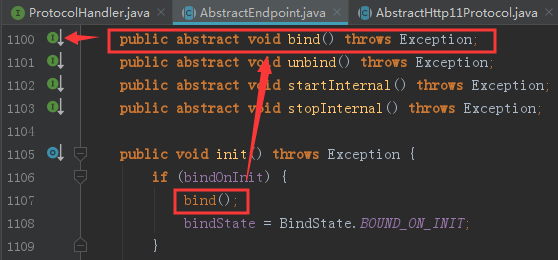 ProtocolHandler.java × AbstractEndpoint.java × AbstractHttp11Protocol.java
1100 public abstract void bind() throws Exception;
1101 public abstract void unbind() throws Exception;
1102 public abstract void startInternal() throws Exception;
1103 public abstract void stopInternal() throws Exception;
1104
1105 public void init() throws Exception {
1106 if (bindOnInit) {
1107 bind();
1108 bindState = BindState.BOUND_ON_INIT;
1109 }